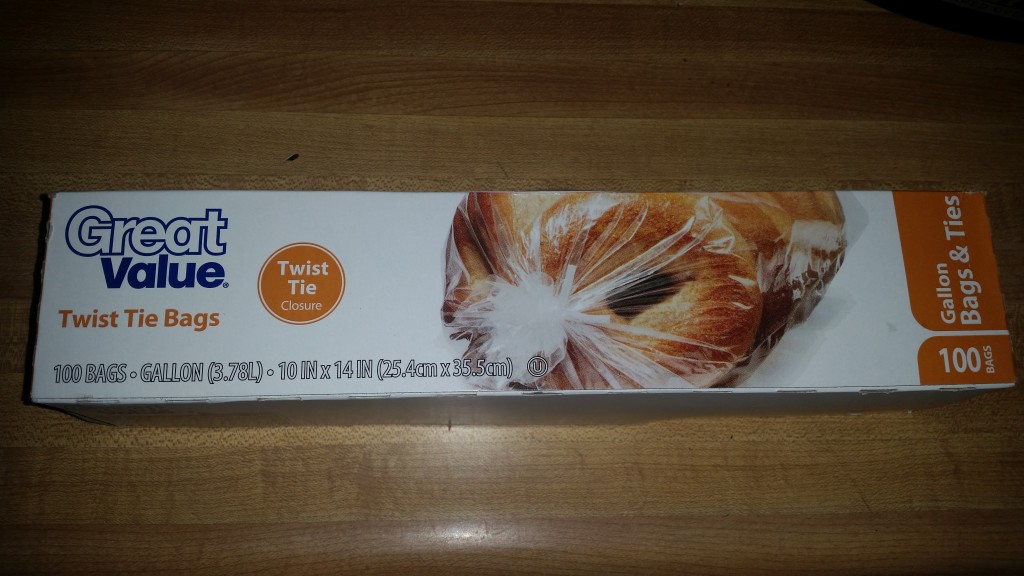 Great
Value®
Twist Tie Bags
Twist
Tie
Closure
100 BAGS • GALLON (3.78L) • 10 IN x 14 IN (25.4cm x 35.5cm) U
Gallon
Bags & Ties
100 BAGS